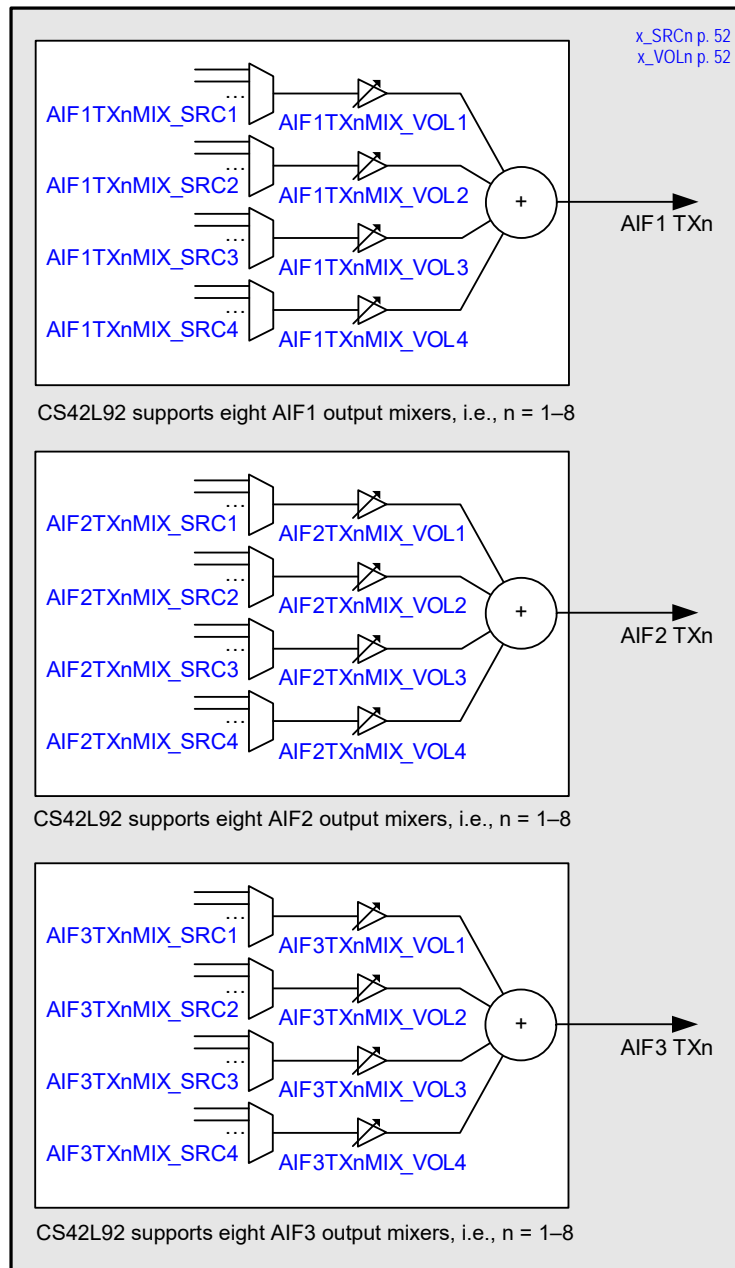 x_SRCn p. 52
x_VOLn p. 52
...
AIF1TXnMIX_SRC1
AIF1TXnMIX_VOL1
...
AIF1TXnMIX_SRC2
AIF1TXnMIX_VOL2
+
AIF1 TXn
...
AIF1TXnMIX_SRC3
AIF1TXnMIX_VOL3
...
AIF1TXnMIX_SRC4
AIF1TXnMIX_VOL4
CS42L92 supports eight AIF1 output mixers, i.e., n = 1–8
...
AIF2TXnMIX_SRC1
AIF2TXnMIX_VOL1
...
AIF2TXnMIX_SRC2
AIF2TXnMIX_VOL2
+
AIF2 TXn
...
AIF2TXnMIX_SRC3
AIF2TXnMIX_VOL3
...
AIF2TXnMIX_SRC4
AIF2TXnMIX_VOL4
CS42L92 supports eight AIF2 output mixers, i.e., n = 1–8
...
AIF3TXnMIX_SRC1
AIF3TXnMIX_VOL1
...
AIF3TXnMIX_SRC2
AIF3TXnMIX_VOL2
+
AIF3 TXn
...
AIF3TXnMIX_SRC3
AIF3TXnMIX_VOL3
...
AIF3TXnMIX_SRC4
AIF3TXnMIX_VOL4
CS42L92 supports eight AIF3 output mixers, i.e., n = 1–8